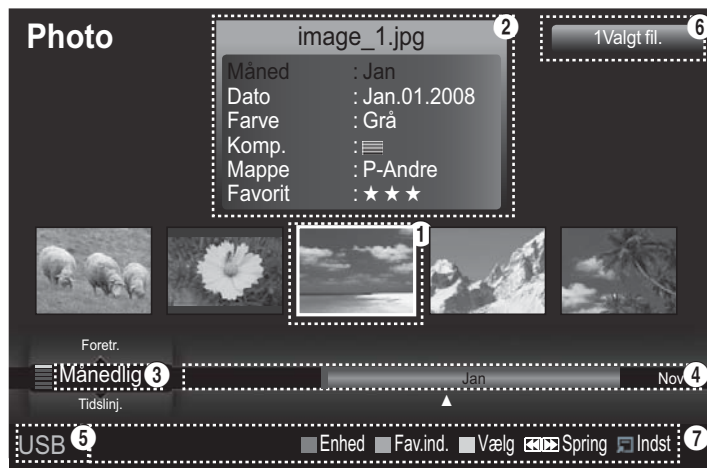 Photo
image_1.jpg
2
1Valgt fil.
6
Måned : Jan
Dato : Jan.01.2008
Farve : Grå
Komp. :
Mappe : P-Andre
Favorit : ★★★
1
Foretr.
Månedlig 3
Jan
Nov
4
Tidslinj.
USB 5
Enhed Fav.ind. Vælg Spring Indst
7